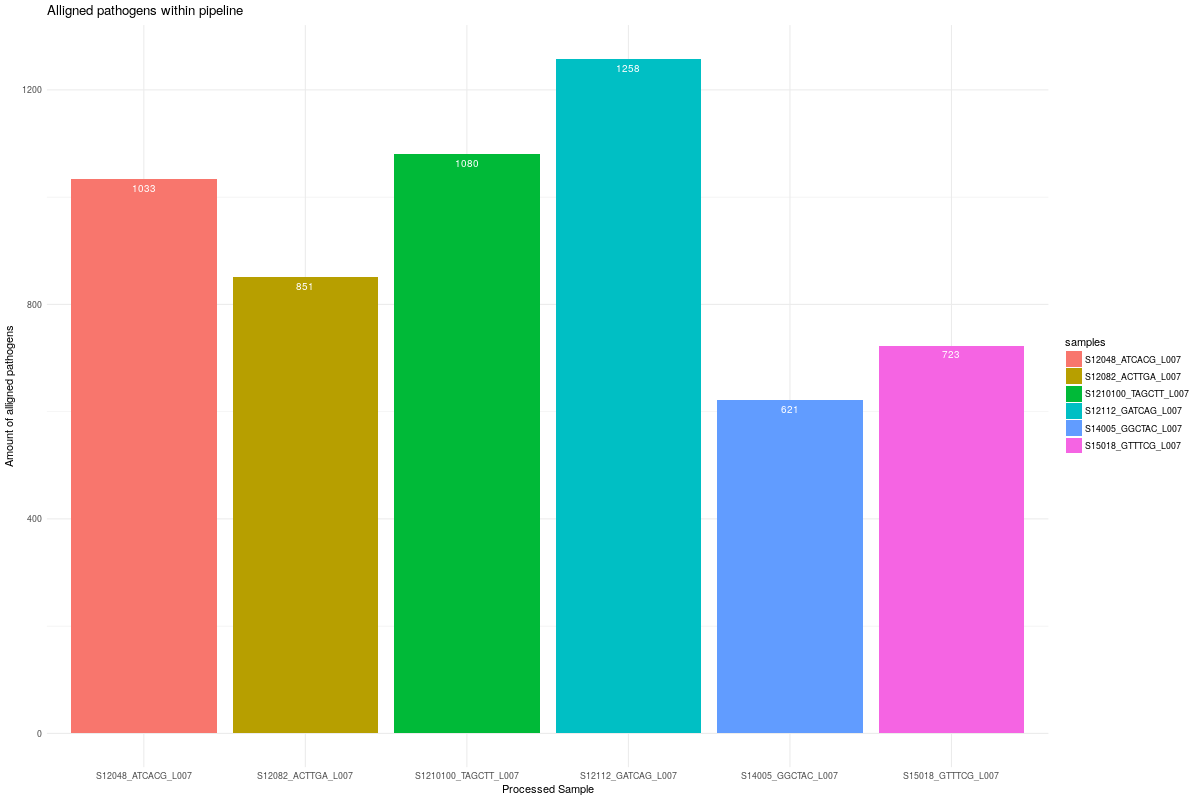 Alligned pathogens within pipeline
Amount of alligned pathogens
1200
800
400
0
1033
851
1080
1258
621
723
S12048_ATCACG_L007
S12082_ACTTGA_L007
S1210100_TAGCTT_L007
S12112_GATCAG_L007
S14005_GGCTAC_L007
S15018_GTTTCG_L007
Processed Sample
samples
S12048_ATCACG_L007
S12082_ACTTGA_L007
S1210100_TAGCTT_L007
S12112_GATCAG_L007
S14005_GGCTAC_L007
S15018_GTTTCG_L007